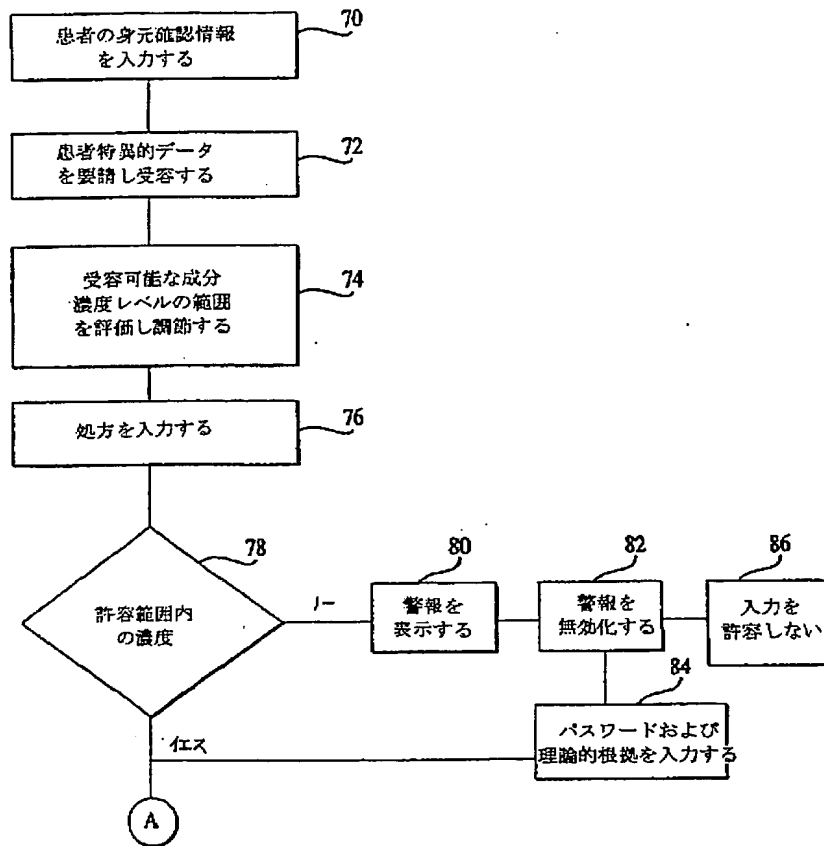 患者の身元確認情報
を入力する
70
患者特異的データ
を要請し受容する
72
受容可能な成分
濃度レベルの範囲
を評価し調節する
74
処方を入力する
76
許容範囲内
の濃度
78
ノー
警報を
表示する
80
警報を
無効化する
82
入力を
許容しない
86
パスワードおよび
理論的根拠を入力する
84
イエス
A